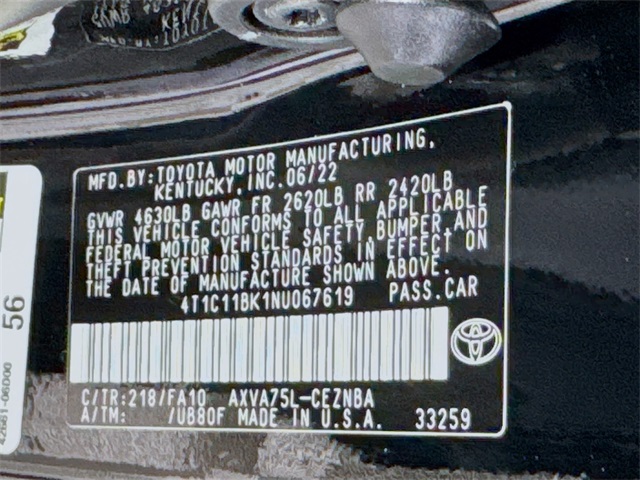 MFD.BY:TOYOTA MOTOR MANUFACTURING,
KENTUCKY,INC.06/22
GVWR 4630LB GAWR FR 2620LB RR 2420LB
THIS VEHICLE CONFORMS TO ALL APPLICABLE
FEDERAL MOTOR VEHICLE SAFETY BUMPER,AND
THEFT PREVENTION STANDARDS IN EFFECT ON
THE DATE OF MANUFACTURE SHOWN ABOVE.
4T1C11BK1NU067619 PASS.CAR
C/TR:218/FA10 AXVA75L-CEZNBA
A/TM: /UB80F MADE IN U.S.A. 33259
56
42661-06D00